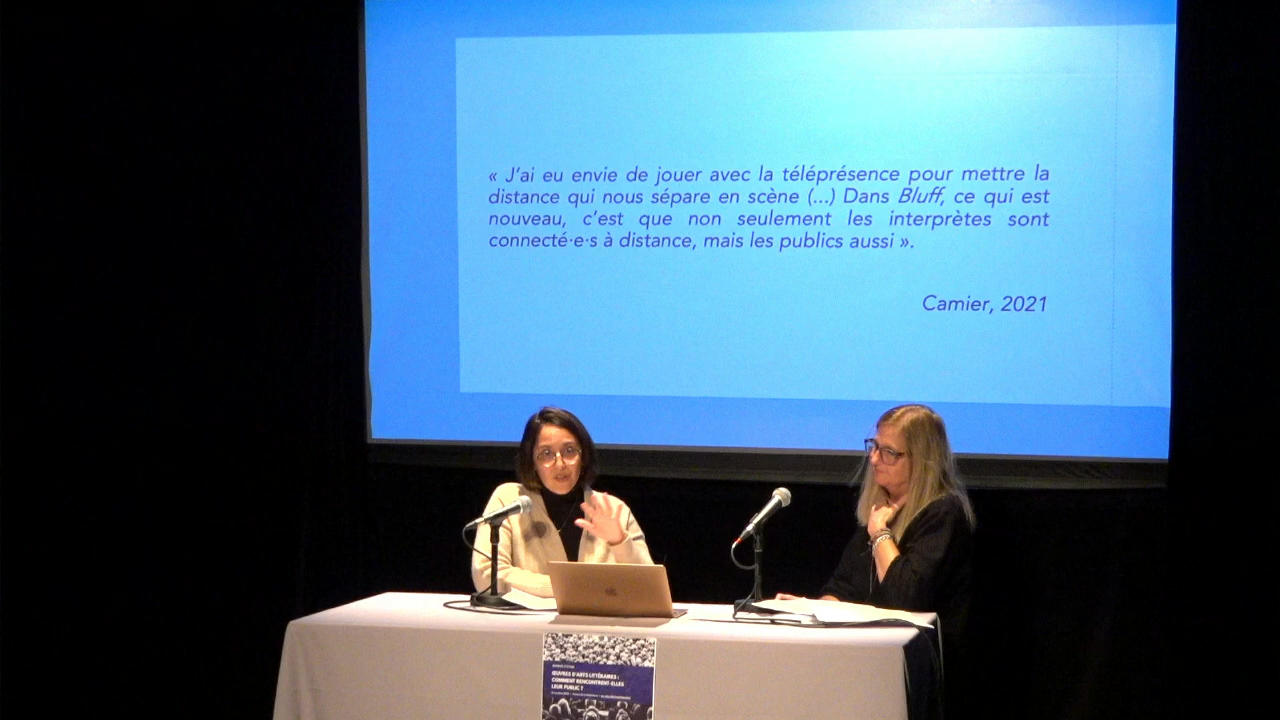 « J'ai eu envie de jouer avec la téléprésence pour mettre la
distance qui nous sépare en scène (...) Dans Bluff, ce qui est
nouveau, c'est que non seulement les interprètes sont
connecté·e·s à distance, mais les publics aussi ».
Camier, 2021
ŒUVRES D'ARTS LITTÉRAIRES :
COMMENT RENCONTRENT-ELLES
LEUR PUBLIC ?